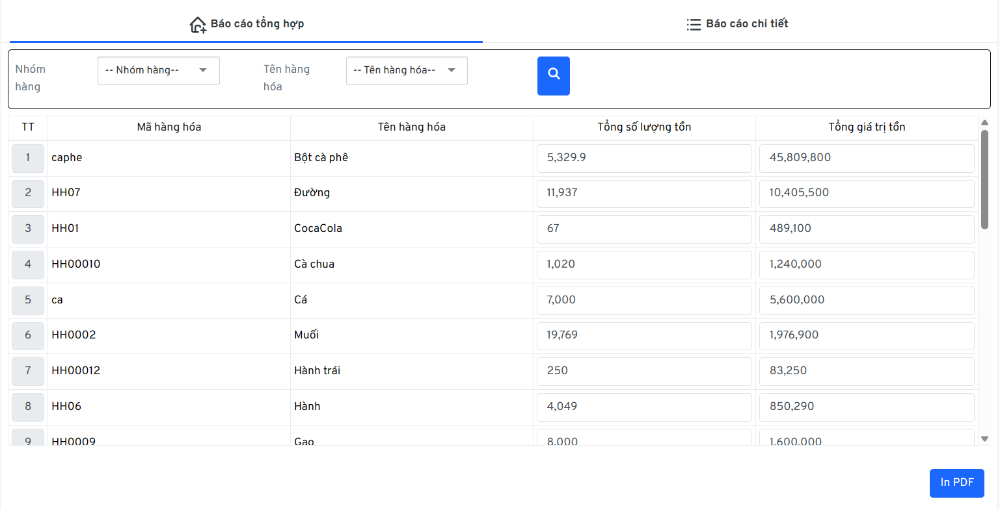 Báo cáo tổng hợp
Báo cáo chi tiết
Nhóm hàng
-- Nhóm hàng--
Tên hàng hóa
-- Tên hàng hóa--
TT Mã hàng hóa Tên hàng hóa Tổng số lượng tồn Tổng giá trị tồn
1 caphe Bột cà phê 5,329.9 45,809,800
2 HH07 Đường 11,937 10,405,500
3 HH01 CocaCola 67 489,100
4 HH00010 Cà chua 1,020 1,240,000
5 ca Cá 7,000 5,600,000
6 HH0002 Muối 19,769 1,976,900
7 HH00012 Hành trái 250 83,250
8 HH06 Hành 4,049 850,290
9 HH0009 Gạo 8,000 1,600,000
In PDF